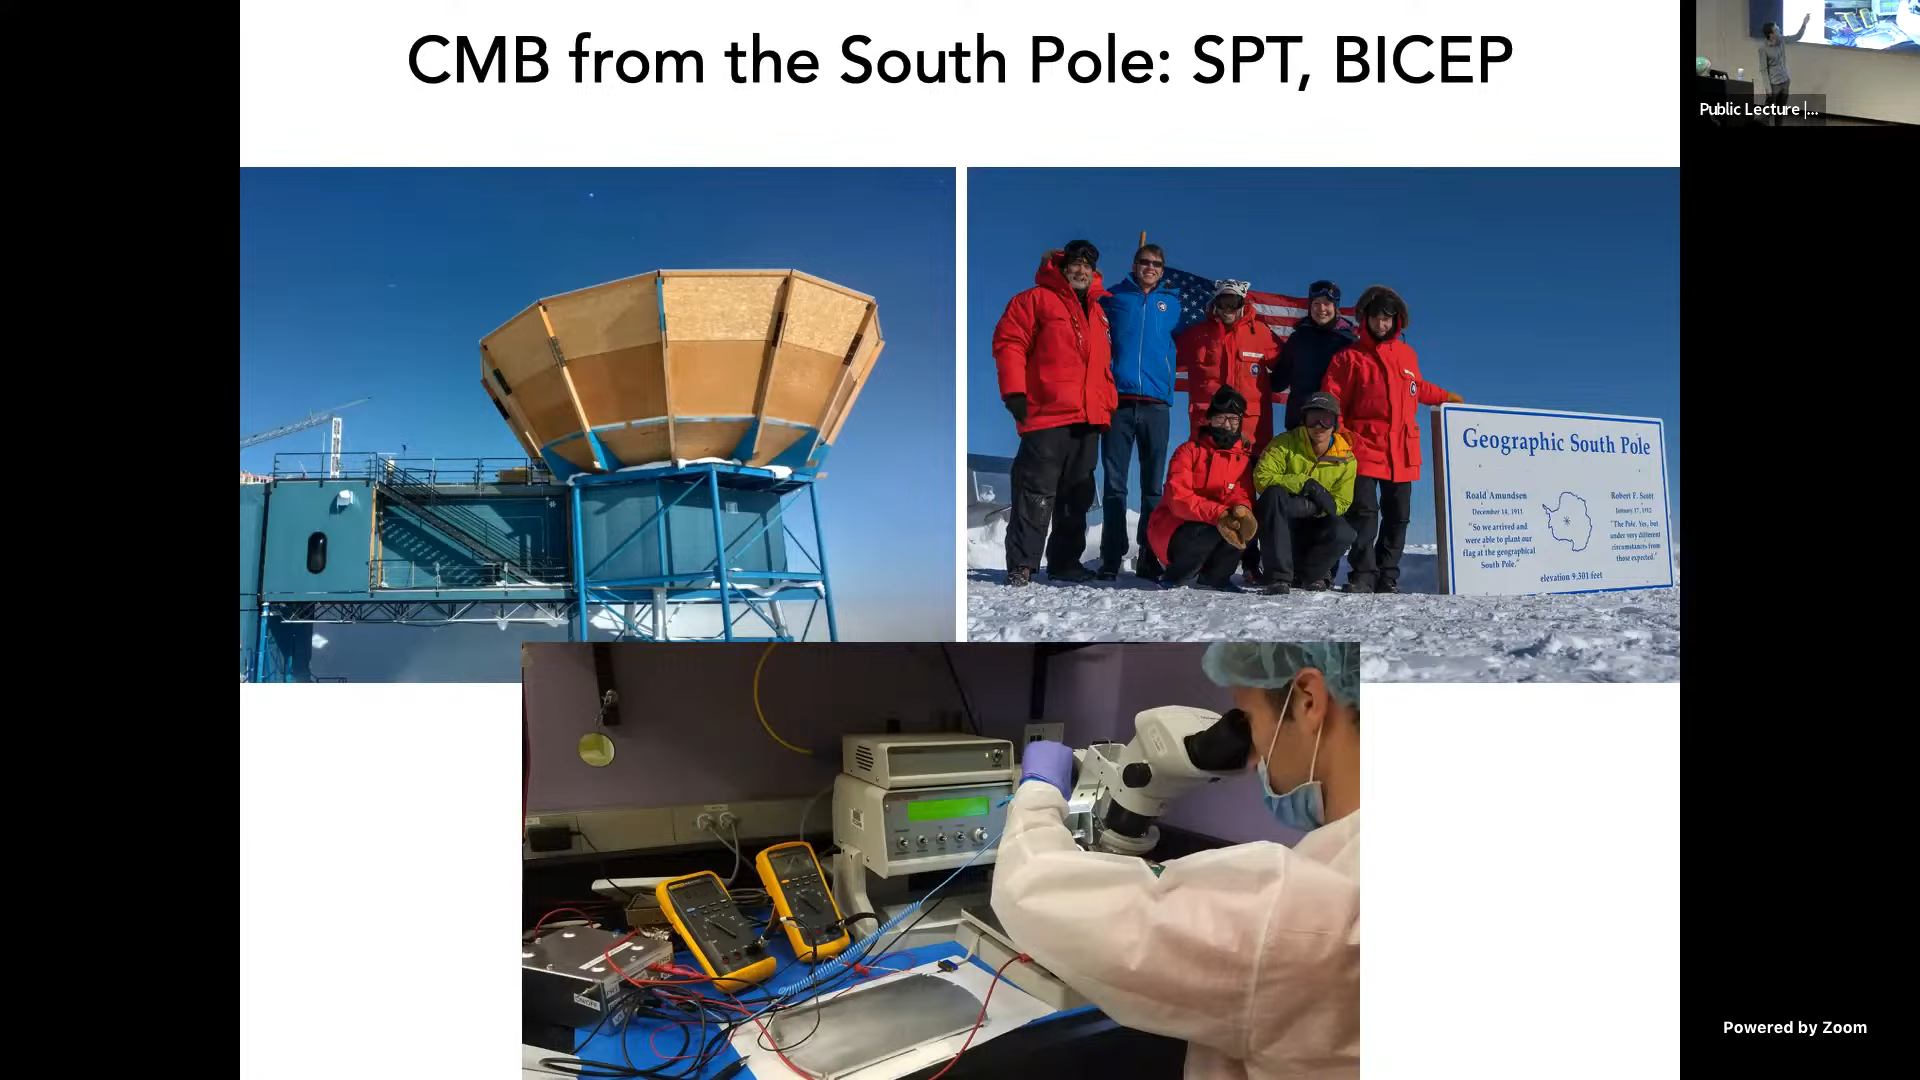 CMB from the South Pole: SPT, BICEP
Public Lecture |...
Geographic South Pole
Roald Amundsen
December 14, 1911
"So we arrived and
were able to plant our
flag at the geographical
South Pole."
Robert F. Scott
January 17, 1912
"The Pole. Yes, but
under very different
circumstances from
those expected."
elevation 9,301 feet
Powered by Zoom